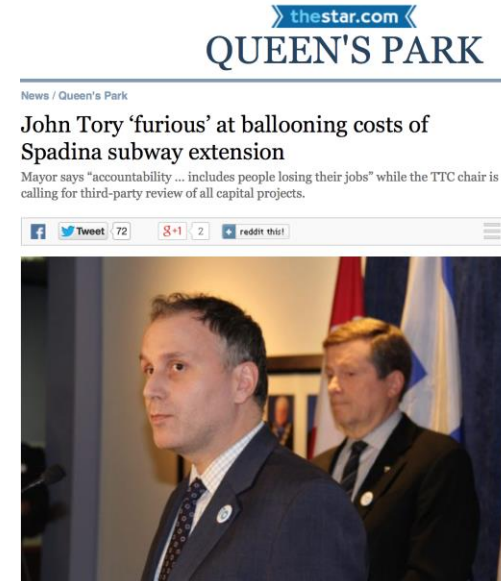 thestar.com
QUEEN'S PARK
News / Queen's Park
John Tory ‘furious’ at ballooning costs of
Spadina subway extension
Mayor says “accountability ... includes people losing their jobs” while the TTC chair is
calling for third-party review of all capital projects.
f Tweet 72 g+1 2 reddit this!